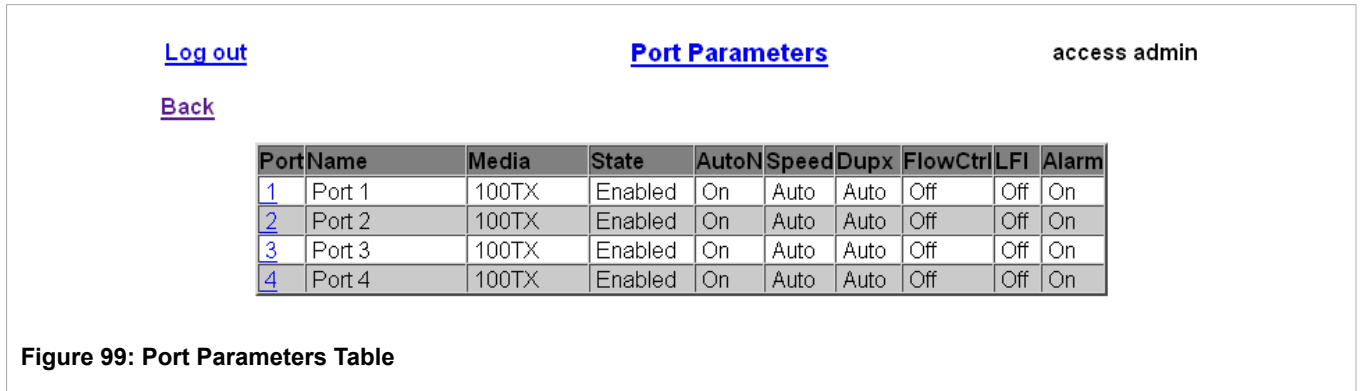 Log out Port Parameters access admin
Back
Port Name Media State AutoN Speed Dupx FlowCtrl LFI Alarm
1 Port 1 100TX Enabled On Auto Auto Off Off On
2 Port 2 100TX Enabled On Auto Auto Off Off On
3 Port 3 100TX Enabled On Auto Auto Off Off On
4 Port 4 100TX Enabled On Auto Auto Off Off On
Figure 99: Port Parameters Table